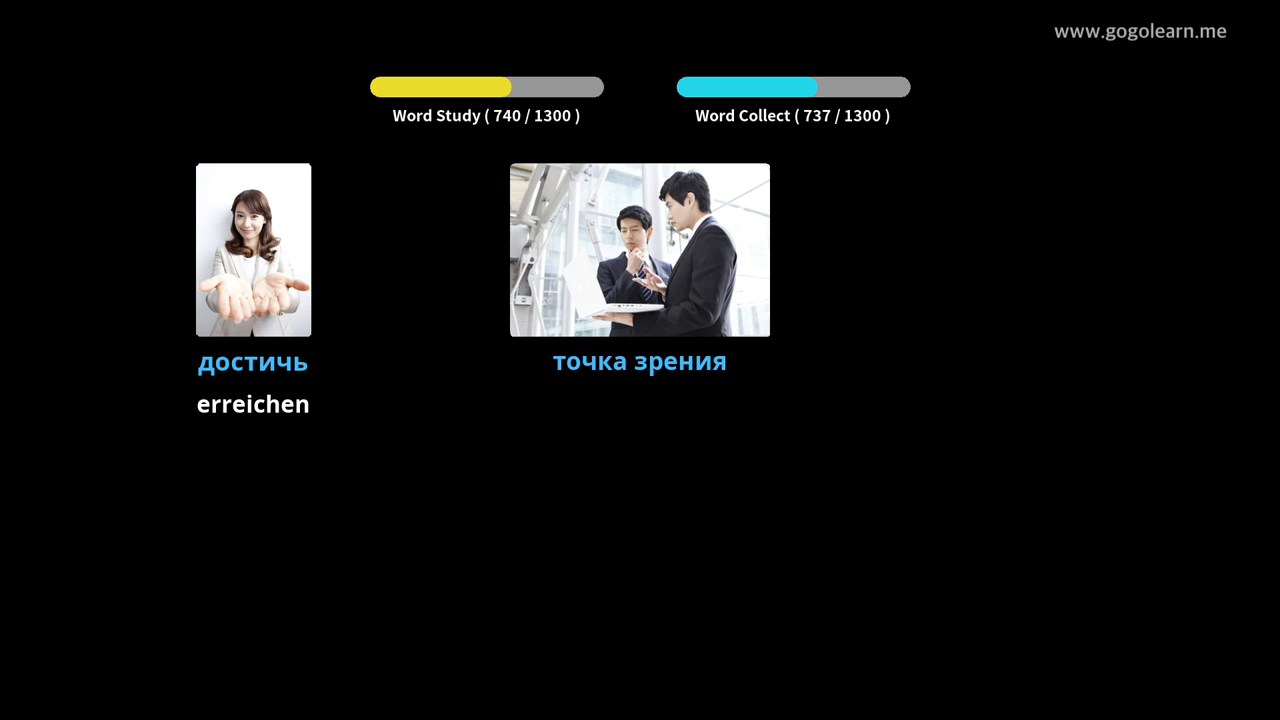 www.gogolearn.me
Word Study ( 740 / 1300 )
Word Collect ( 737 / 1300 )
достичь
точка зрения
erreichen